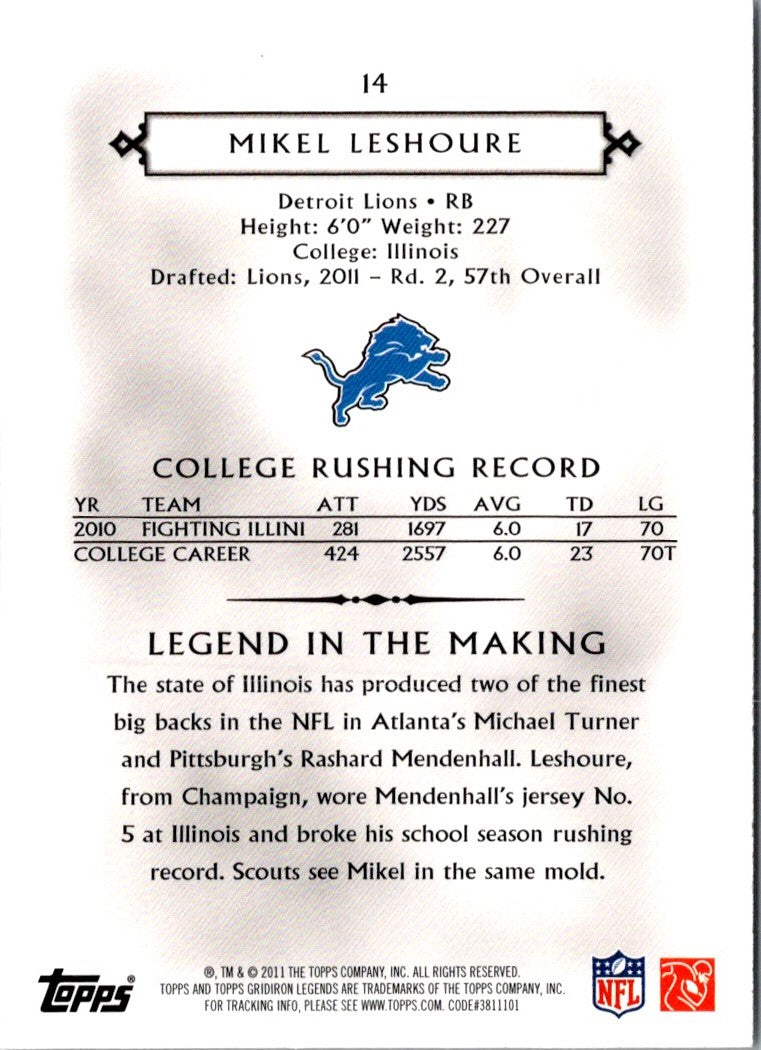 14
MIKEL LESHOURE
Detroit Lions • RB
Height: 6'0" Weight: 227
College: Illinois
Drafted: Lions, 2011 – Rd. 2, 57th Overall
COLLEGE RUSHING RECORD
YR TEAM ATT YDS AVG TD LG
2010 FIGHTING ILLINI 281 1697 6.0 17 70
COLLEGE CAREER 424 2557 6.0 23 70T
LEGEND IN THE MAKING
The state of Illinois has produced two of the finest
big backs in the NFL in Atlanta's Michael Turner
and Pittsburgh's Rashard Mendenhall. Leshoure,
from Champaign, wore Mendenhall's jersey No.
5 at Illinois and broke his school season rushing
record. Scouts see Mikel in the same mold.
topps®
®, TM & © 2011 THE TOPPS COMPANY, INC. ALL RIGHTS RESERVED.
TOPPS AND TOPPS GRIDIRON LEGENDS ARE TRADEMARKS OF THE TOPPS COMPANY, INC.
FOR TRACKING INFO, PLEASE SEE WWW.TOPPS.COM. CODE#3811101
NFL